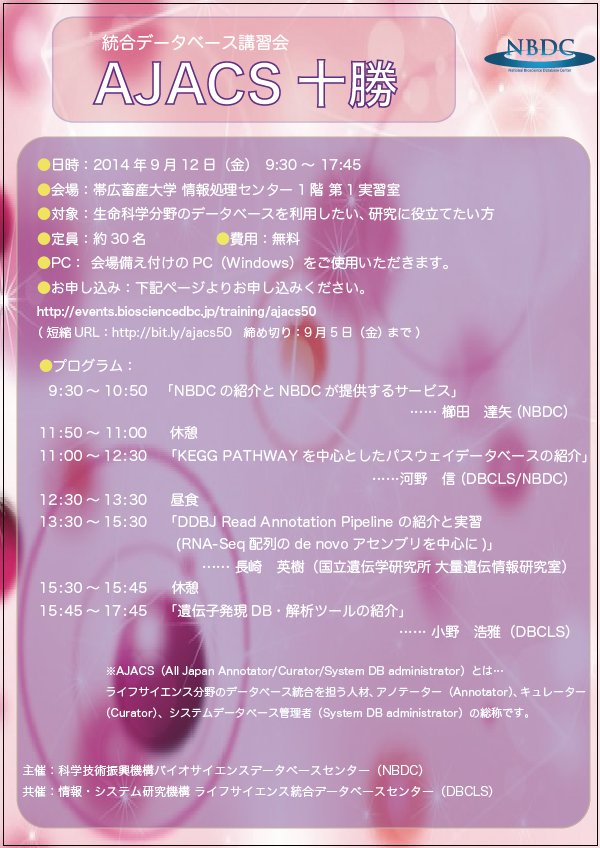 統合データベース講習会
AJACS 十勝
NBDC
National Bioscience Database Center
●日時：2014 年 9 月 12 日（金） 9:30 ～ 17:45
●会場：帯広畜産大学 情報処理センター 1 階 第 1 実習室
●対象：生命科学分野のデータベースを利用したい、研究に役立てたい方
●定員：約 30 名 ●費用：無料
●PC： 会場備え付けの PC（Windows）をご使用いただきます。
●お申し込み：下記ページよりお申し込みください。
http://events.biosciencedbc.jp/training/ajacs50
（ 短縮 URL：http://bit.ly/ajacs50 締め切り：9 月 5 日（金）まで ）
●プログラム：
9:30 ～ 10:50 「NBDC の紹介と NBDC が提供するサービス」
…… 櫛田 達矢 (NBDC）
11:50 ～ 11:00 休憩
11:00 ～ 12:30 「KEGG PATHWAY を中心としたパスウェイデータベースの紹介」
……河野 信 (DBCLS/NBDC）
12:30 ～ 13:30 昼食
13:30 ～ 15:30 「DDBJ Read Annotation Pipeline の紹介と実習
(RNA-Seq 配列の de novo アセンブリを中心に )」
…… 長崎 英樹（国立遺伝学研究所 大量遺伝情報研究室）
15:30 ～ 15:45 休憩
15:45 ～ 17:45 「遺伝子発現 DB・解析ツールの紹介」
…… 小野 浩雅（DBCLS）
※AJACS（All Japan Annotator/Curator/System DB administrator）とは…
ライフサイエンス分野のデータベース統合を担う人材、アノテーター（Annotator)、キュレーター
（Curator)、システムデータベース管理者（System DB administrator）の総称です。
主催：科学技術振興機構バイオサイエンスデータベースセンター（NBDC）
共催：情報・システム研究機構 ライフサイエンス統合データベースセンター（DBCLS）